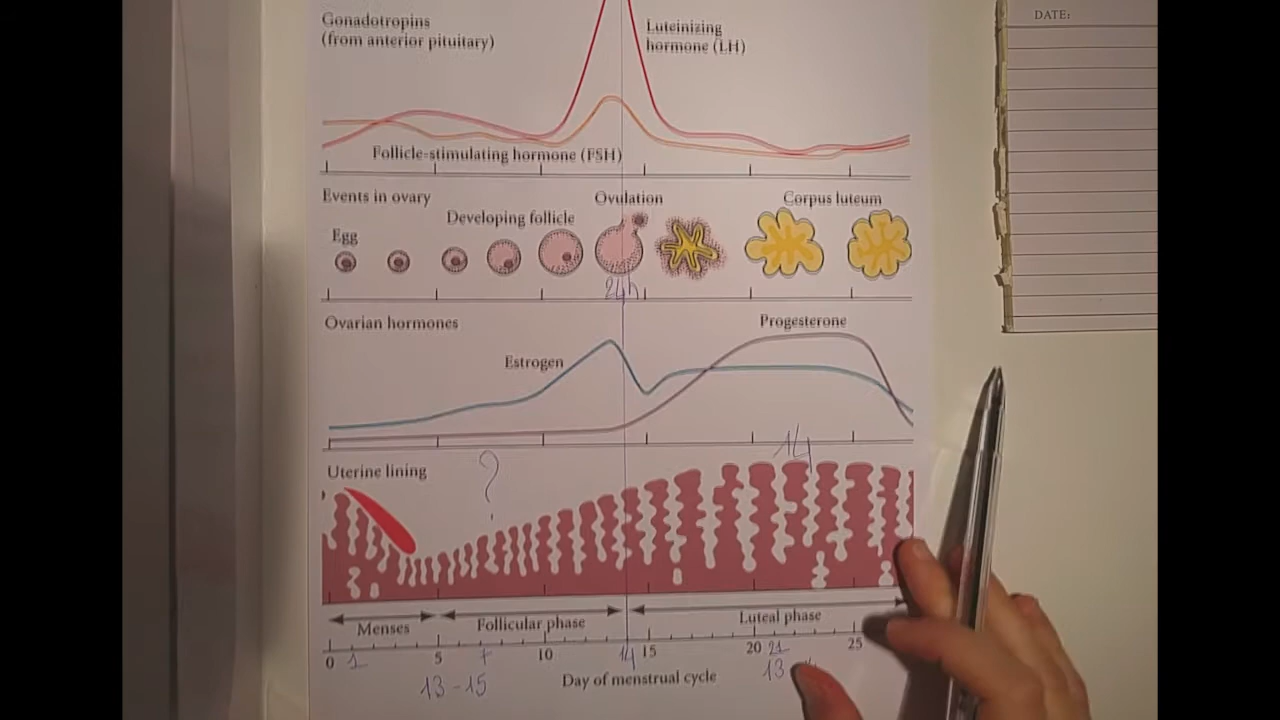 Gonadotropins
(from anterior pituitary)
Luteinizing
hormone (LH)
DATE:
Follicle-stimulating hormone (FSH)
Events in ovary
Ovulation
Corpus luteum
Developing follicle
Egg
24h
Ovarian hormones
Progesterone
Estrogen
14
Uterine lining
?
Menses
Follicular phase
Luteal phase
0 1 5 7 10 14 15 20 21 25
13-15
Day of menstrual cycle
13